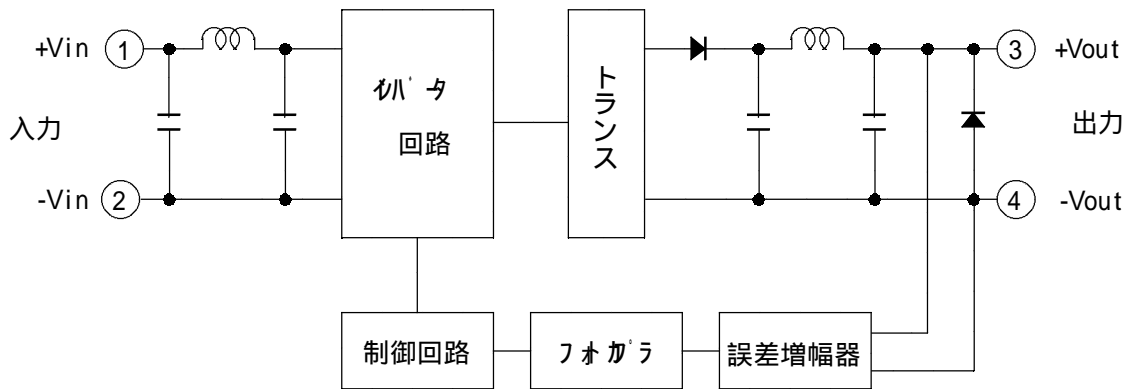 +Vin
1
入力
-Vin
2
インバータ
回路
トランス
3
+Vout
出力
4
-Vout
制御回路
フォトカプラ
誤差増幅器